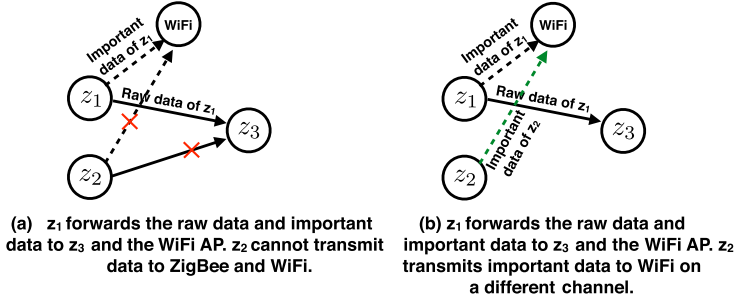 WiFi
Important
data of z₁
z₁
Raw data of z₁
z₃
z₂
(a) z₁ forwards the raw data and important
data to z₃ and the WiFi AP. z₂ cannot transmit
data to ZigBee and WiFi.
WiFi
Important
data of z₁
z₁
Raw data of z₁
z₃
Important
data of z₂
z₂
(b) z₁ forwards the raw data and
important data to z₃ and the WiFi AP. z₂
transmits important data to WiFi on
a different channel.